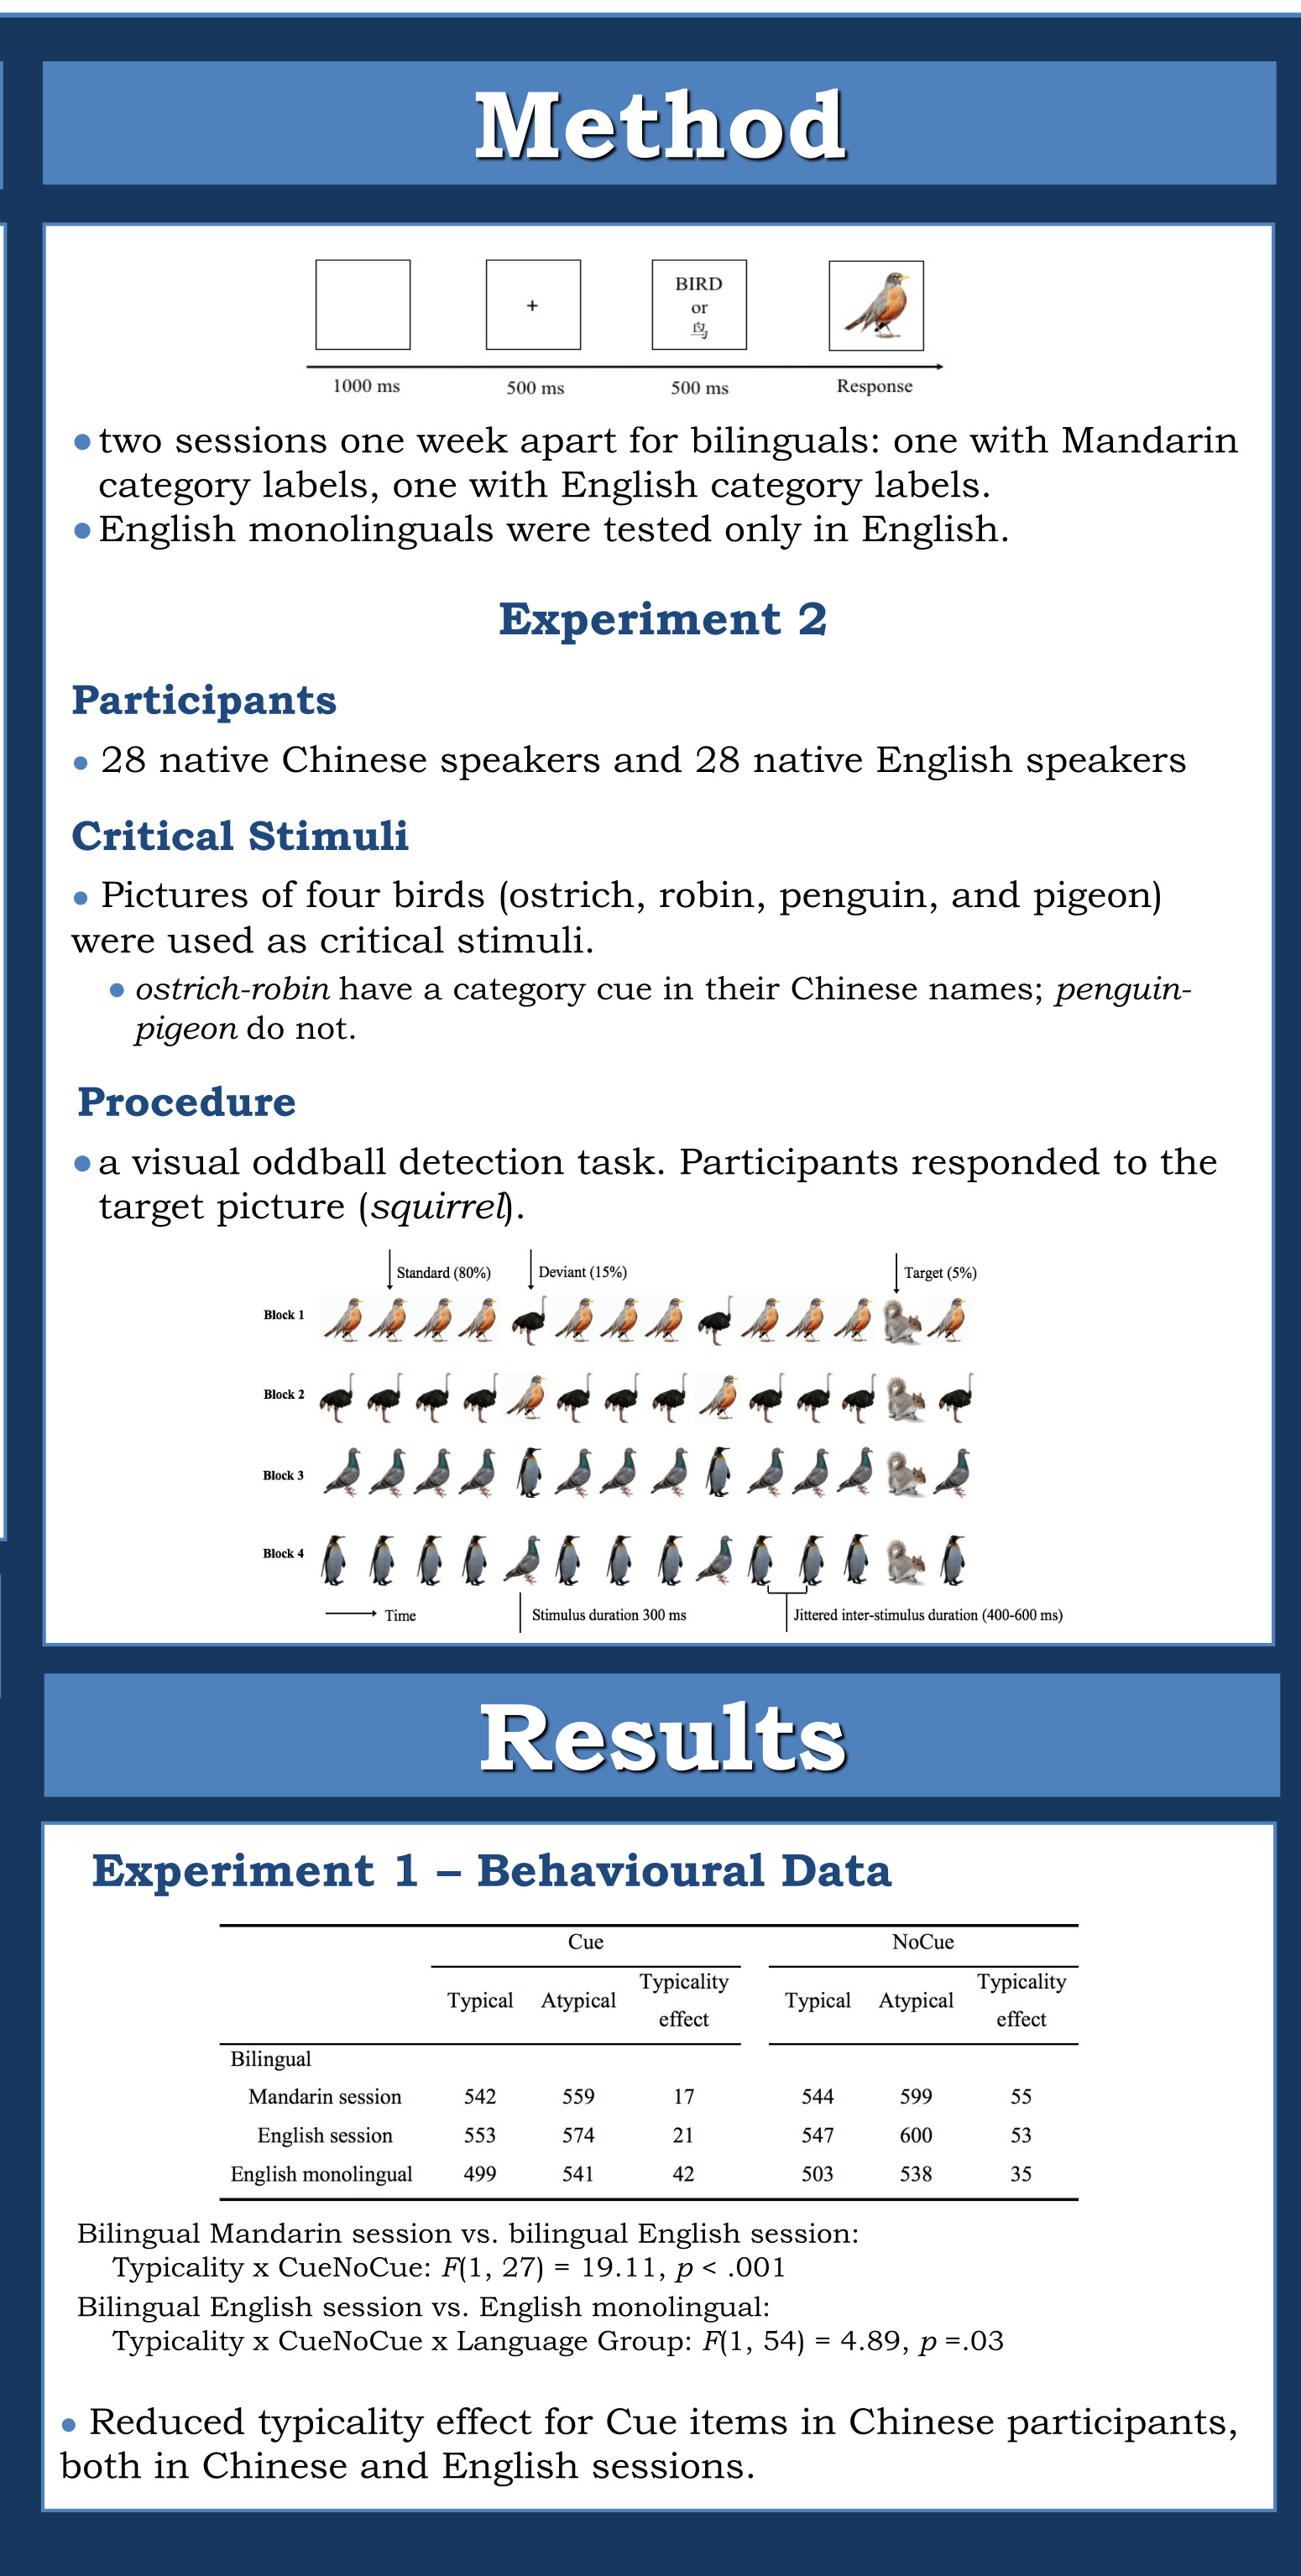 Method
BIRD
or
鸟
+
1000 ms 500 ms 500 ms Response
●two sessions one week apart for bilinguals: one with Mandarin
category labels, one with English category labels.
●English monolinguals were tested only in English.
Experiment 2
Participants
● 28 native Chinese speakers and 28 native English speakers
Critical Stimuli
● Pictures of four birds (ostrich, robin, penguin, and pigeon)
were used as critical stimuli.
● ostrich-robin have a category cue in their Chinese names; penguin-
pigeon do not.
Procedure
●a visual oddball detection task. Participants responded to the
target picture (squirrel).
Standard (80%) Deviant (15%) Target (5%)
Block 1
Block 2
Block 3
Block 4
Time Stimulus duration 300 ms Jittered inter-stimulus duration (400-600 ms)
Results
Experiment 1 – Behavioural Data
Cue NoCue
Typical Atypical Typicality effect Typical Atypical Typicality effect
Bilingual
Mandarin session 542 559 17 544 599 55
English session 553 574 21 547 600 53
English monolingual 499 541 42 503 538 35
Bilingual Mandarin session vs. bilingual English session:
Typicality x CueNoCue: F(1, 27) = 19.11, p < .001
Bilingual English session vs. English monolingual:
Typicality x CueNoCue x Language Group: F(1, 54) = 4.89, p =.03
● Reduced typicality effect for Cue items in Chinese participants,
both in Chinese and English sessions.